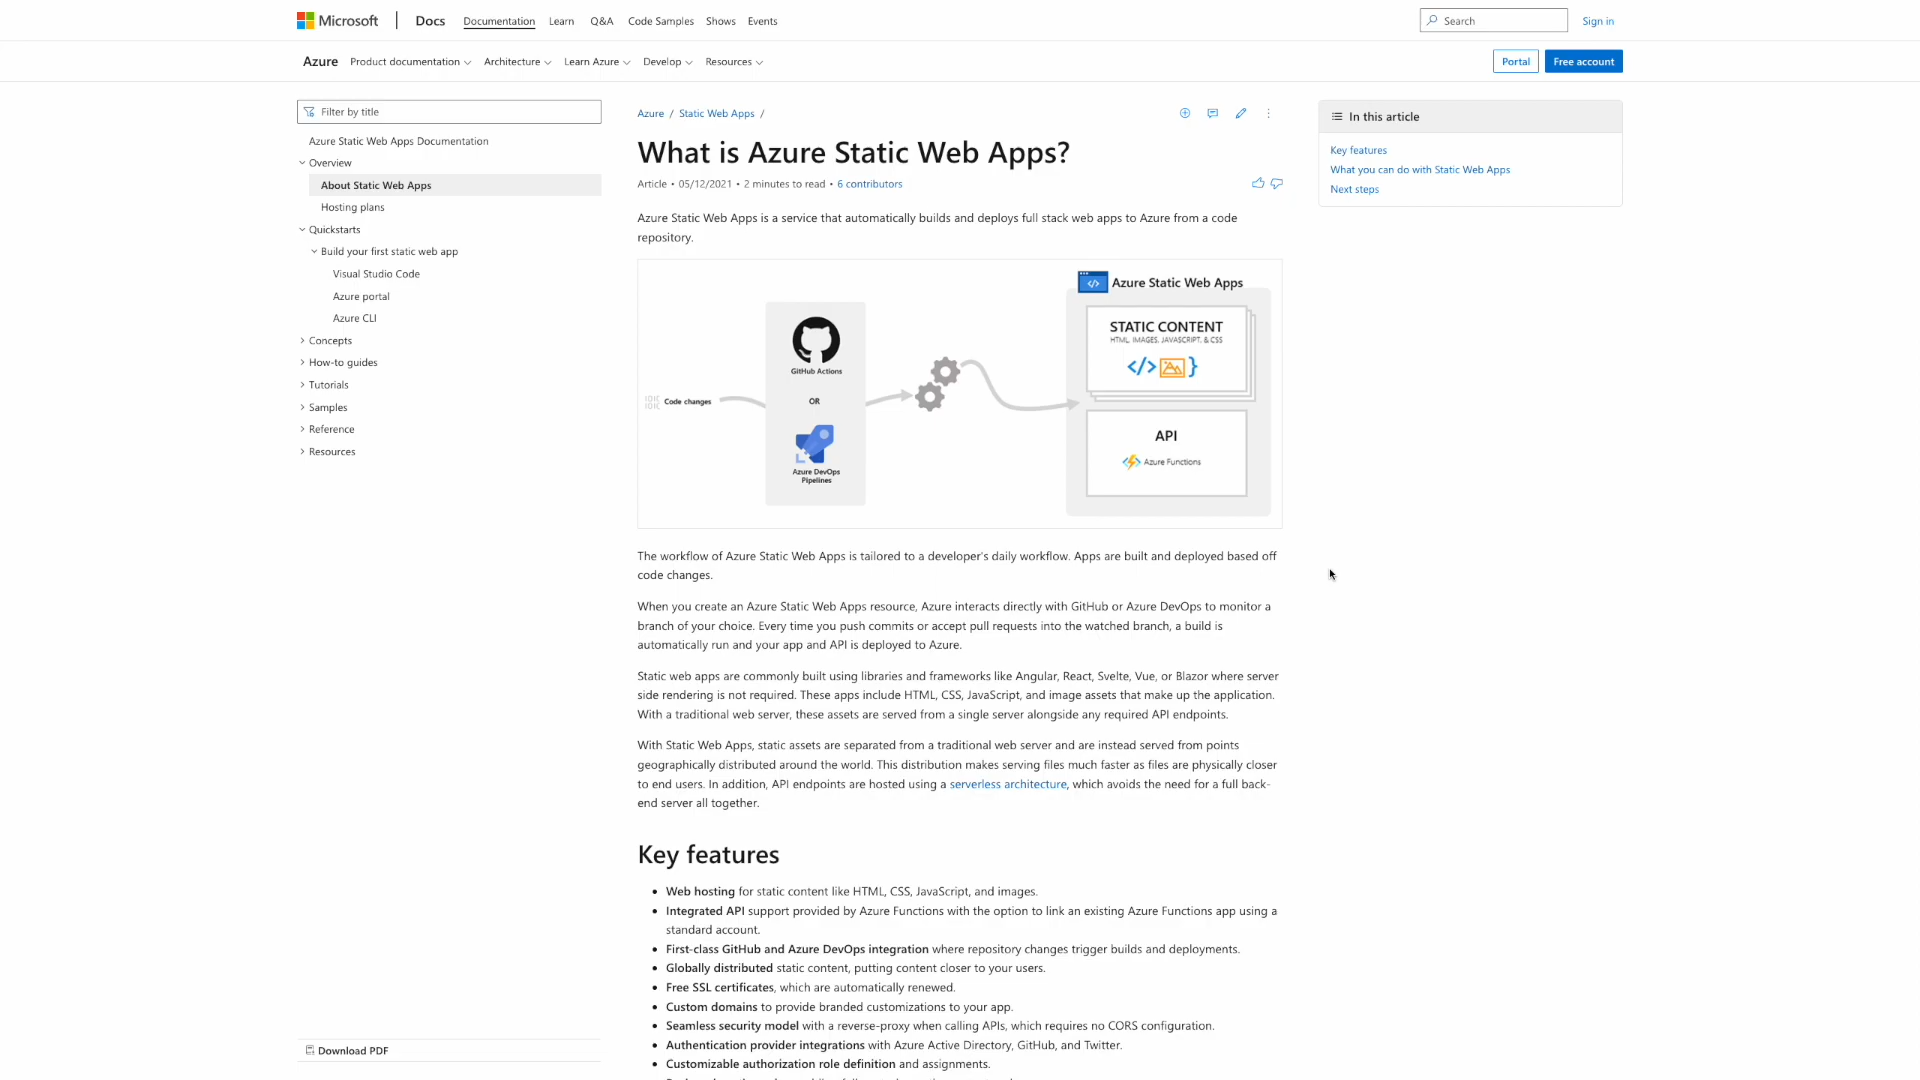 Microsoft
Docs
Documentation
Learn
Q&A
Code Samples
Shows
Events
Search
Sign in
Azure
Product documentation
Architecture
Learn Azure
Develop
Resources
Portal
Free account
Filter by title
Azure Static Web Apps Documentation
Overview
About Static Web Apps
Hosting plans
Quickstarts
Build your first static web app
Visual Studio Code
Azure portal
Azure CLI
Concepts
How-to guides
Tutorials
Samples
Reference
Resources
Download PDF
Azure / Static Web Apps /
What is Azure Static Web Apps?
Article • 05/12/2021 • 2 minutes to read • 6 contributors
Azure Static Web Apps is a service that automatically builds and deploys full stack web apps to Azure from a code
repository.
Code changes
GitHub Actions
OR
Azure DevOps
Pipelines
Azure Static Web Apps
STATIC CONTENT
HTML, IMAGES, JAVASCRIPT, & CSS
API
Azure Functions
The workflow of Azure Static Web Apps is tailored to a developer's daily workflow. Apps are built and deployed based off
code changes.
When you create an Azure Static Web Apps resource, Azure interacts directly with GitHub or Azure DevOps to monitor a
branch of your choice. Every time you push commits or accept pull requests into the watched branch, a build is
automatically run and your app and API is deployed to Azure.
Static web apps are commonly built using libraries and frameworks like Angular, React, Svelte, Vue, or Blazor where server
side rendering is not required. These apps include HTML, CSS, JavaScript, and image assets that make up the application.
With a traditional web server, these assets are served from a single server alongside any required API endpoints.
With Static Web Apps, static assets are separated from a traditional web server and are instead served from points
geographically distributed around the world. This distribution makes serving files much faster as files are physically closer
to end users. In addition, API endpoints are hosted using a serverless architecture, which avoids the need for a full back-
end server all together.
Key features
• Web hosting for static content like HTML, CSS, JavaScript, and images.
• Integrated API support provided by Azure Functions with the option to link an existing Azure Functions app using a
standard account.
• First-class GitHub and Azure DevOps integration where repository changes trigger builds and deployments.
• Globally distributed static content, putting content closer to your users.
• Free SSL certificates, which are automatically renewed.
• Custom domains to provide branded customizations to your app.
• Seamless security model with a reverse-proxy when calling APIs, which requires no CORS configuration.
• Authentication provider integrations with Azure Active Directory, GitHub, and Twitter.
• Customizable authorization role definition and assignments.
In this article
Key features
What you can do with Static Web Apps
Next steps